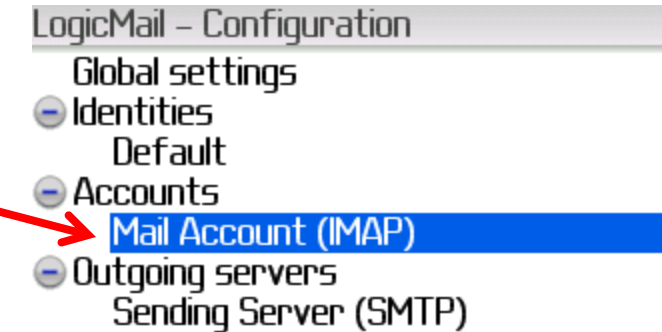 LogicMail – Configuration
Global settings
Identities
Default
Accounts
Mail Account (IMAP)
Outgoing servers
Sending Server (SMTP)